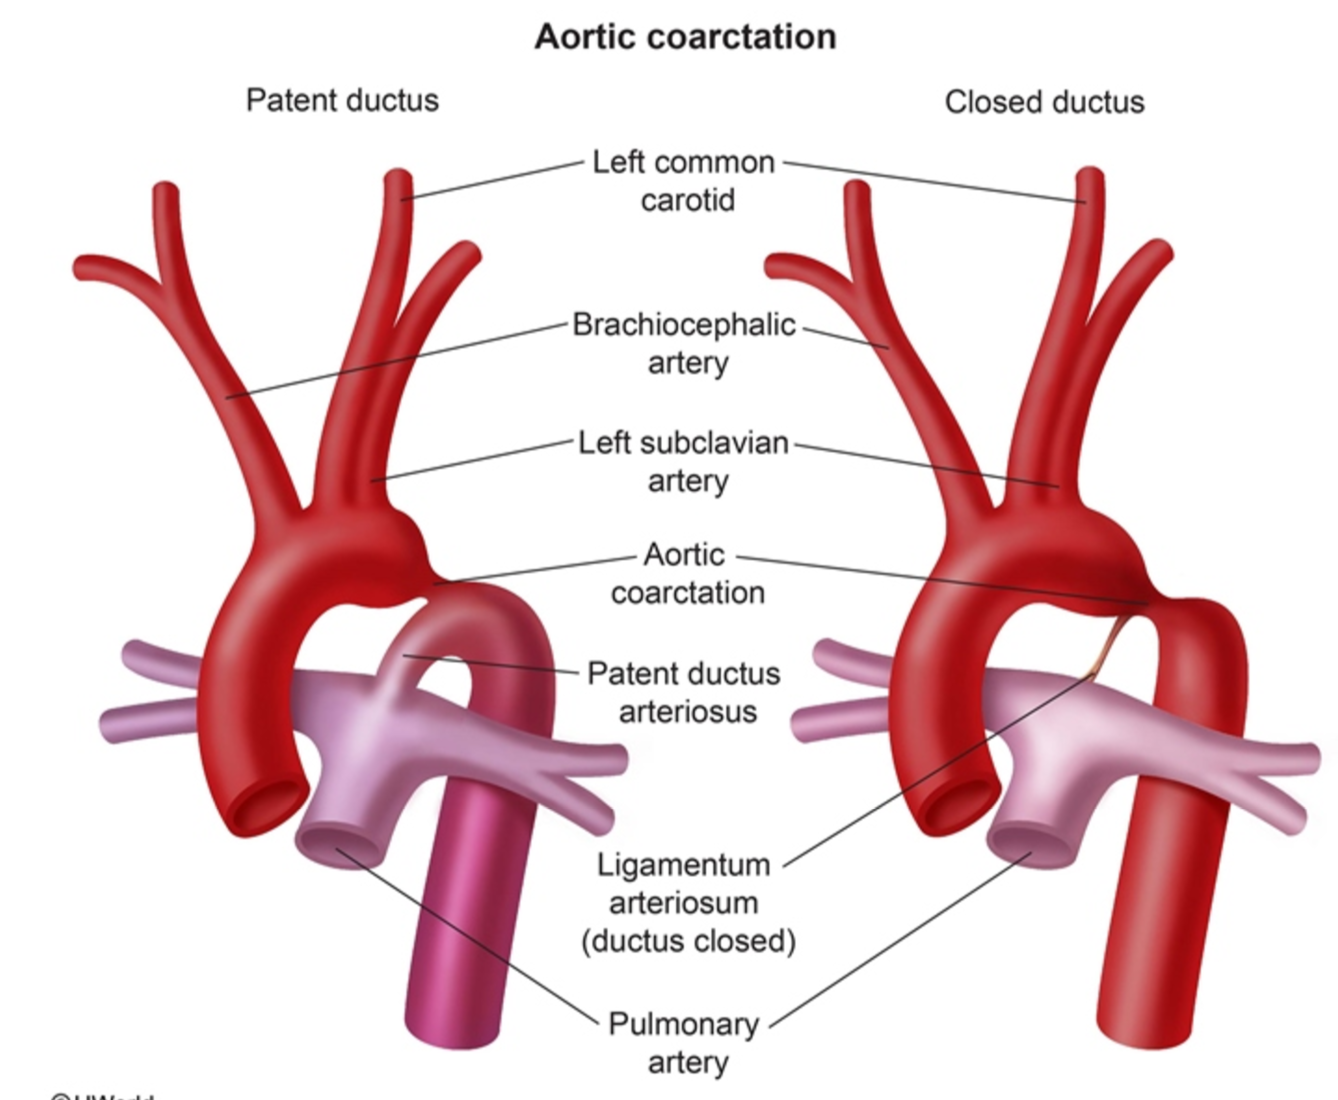 Aortic coarctation
Patent ductus
Closed ductus
Left common
carotid
Brachiocephalic
artery
Left subclavian
artery
Aortic
coarctation
Patent ductus
arteriosus
Ligamentum
arteriosum
(ductus closed)
Pulmonary
artery
©UWorld